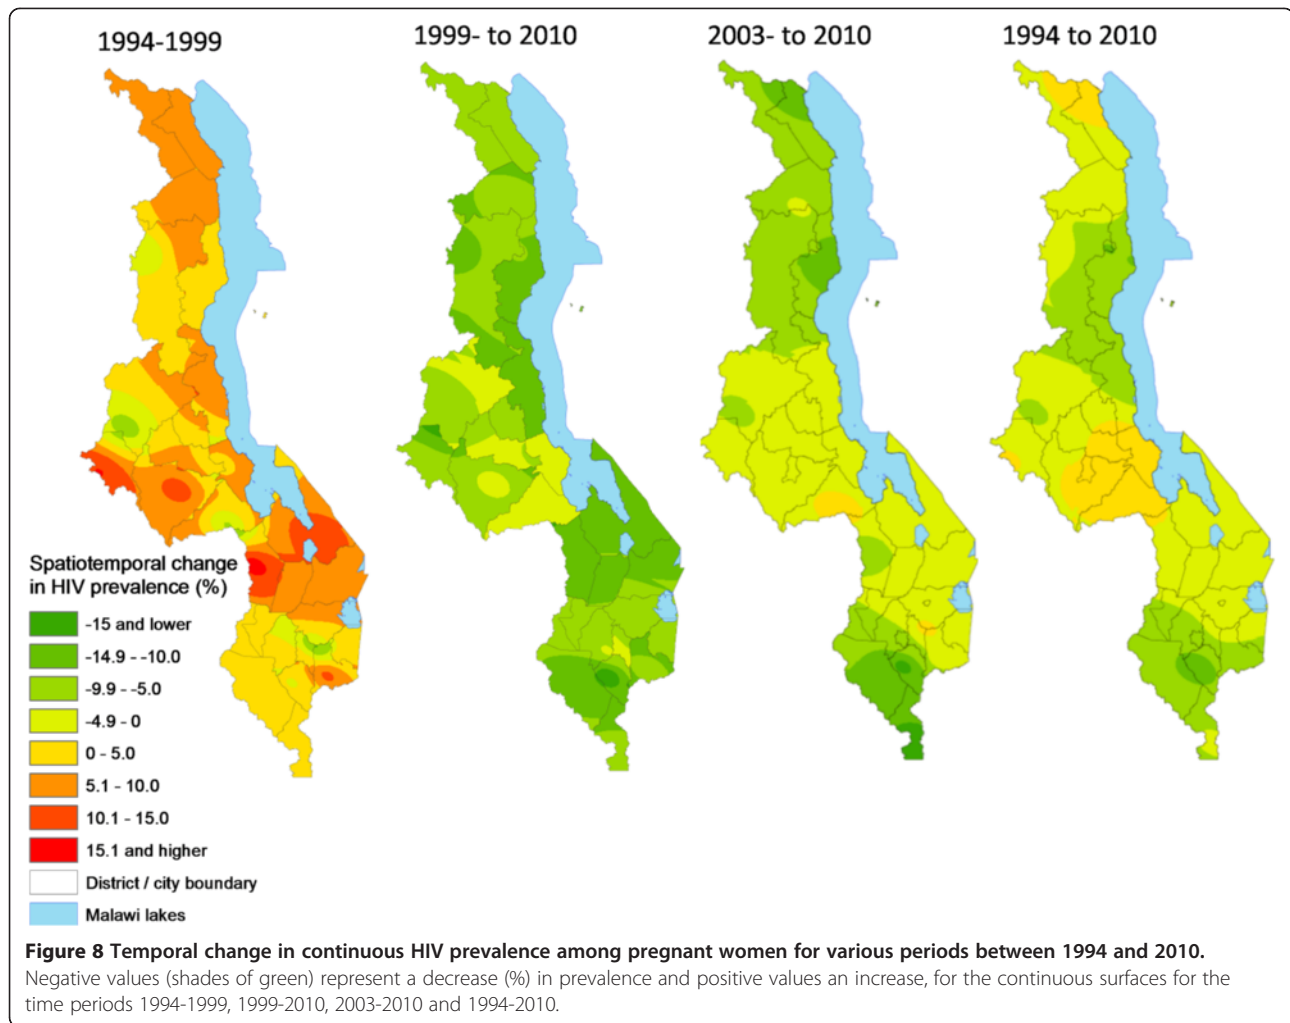 1994-1999
1999- to 2010
2003- to 2010
1994 to 2010
Spatiotemporal change
in HIV prevalence (%)
-15 and lower
-14.9 - -10.0
-9.9 - -5.0
-4.9 - 0
0 - 5.0
5.1 - 10.0
10.1 - 15.0
15.1 and higher
District / city boundary
Malawi lakes
Figure 8 Temporal change in continuous HIV prevalence among pregnant women for various periods between 1994 and 2010.
Negative values (shades of green) represent a decrease (%) in prevalence and positive values an increase, for the continuous surfaces for the
time periods 1994-1999, 1999-2010, 2003-2010 and 1994-2010.